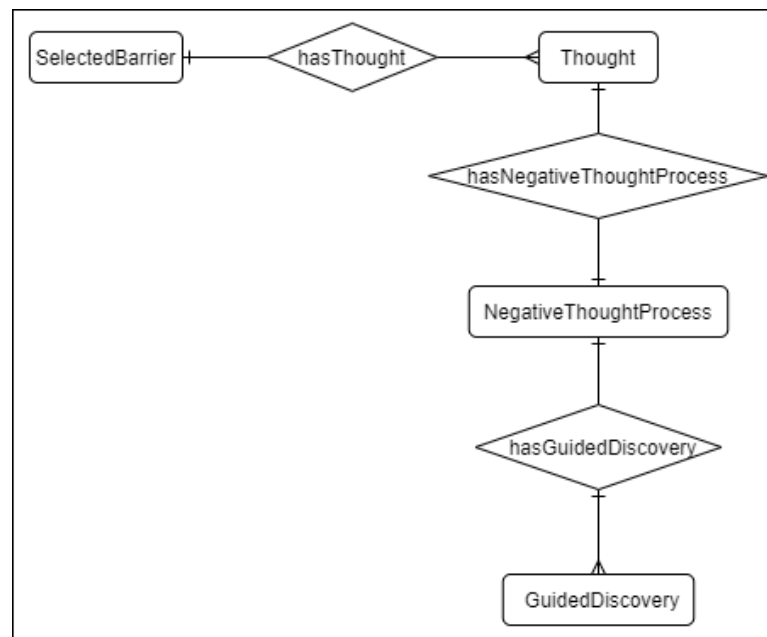 SelectedBarrier
hasThought
Thought
hasNegativeThoughtProcess
NegativeThoughtProcess
hasGuidedDiscovery
GuidedDiscovery